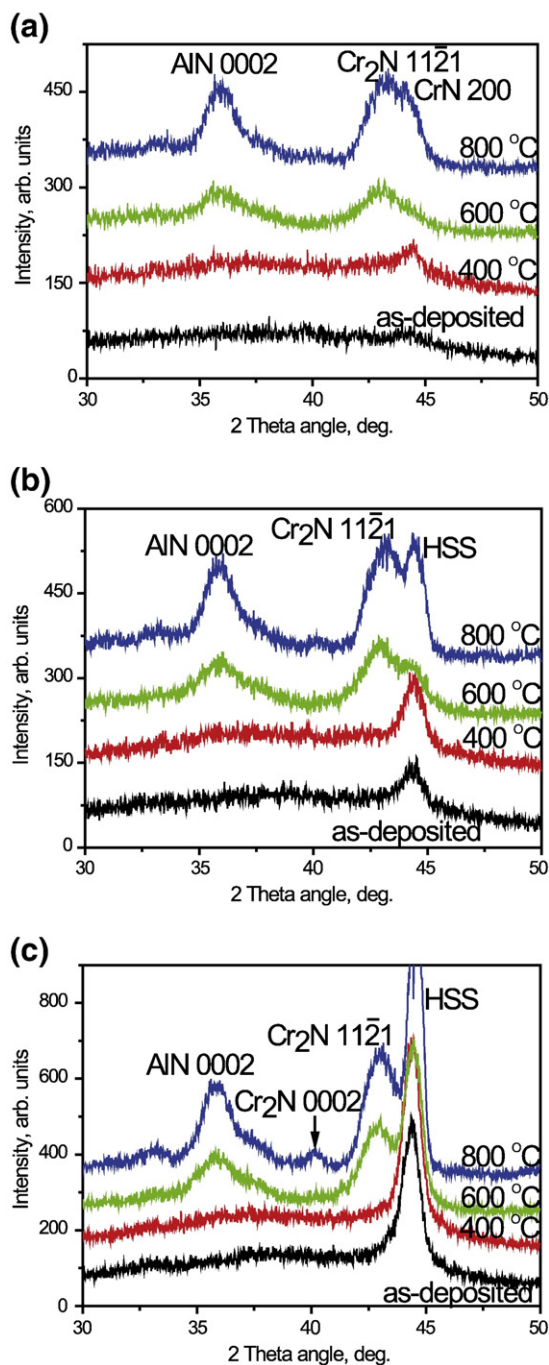 (a)
AlN 0002
Cr2N 112̄1
CrN 200
450
800 °C
300
600 °C
150
400 °C
as-deposited
0
30 35 40 45 50
2 Theta angle, deg.
Intensity, arb. units
(b)
600
Cr2N 112̄1
AlN 0002
HSS
450
800 °C
300
600 °C
150
400 °C
as-deposited
0
30 35 40 45 50
2 Theta angle, deg.
Intensity, arb. units
(c)
800
HSS
Cr2N 112̄1
AlN 0002
600
Cr2N 0002
400
800 °C
600 °C
200
400 °C
as-deposited
0
30 35 40 45 50
2 Theta angle, deg.
Intensity, arb. units